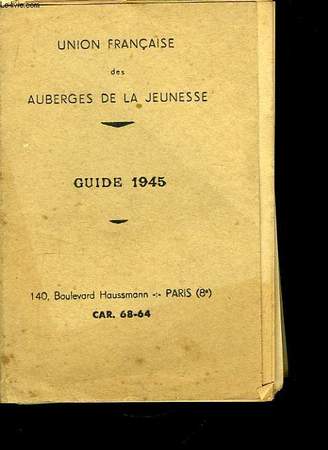 Le-livre.com
UNION FRANÇAISE
des
AUBERGES DE LA JEUNESSE
GUIDE 1945
140, Boulevard Haussmann -:- PARIS (8e)
CAR. 68-64